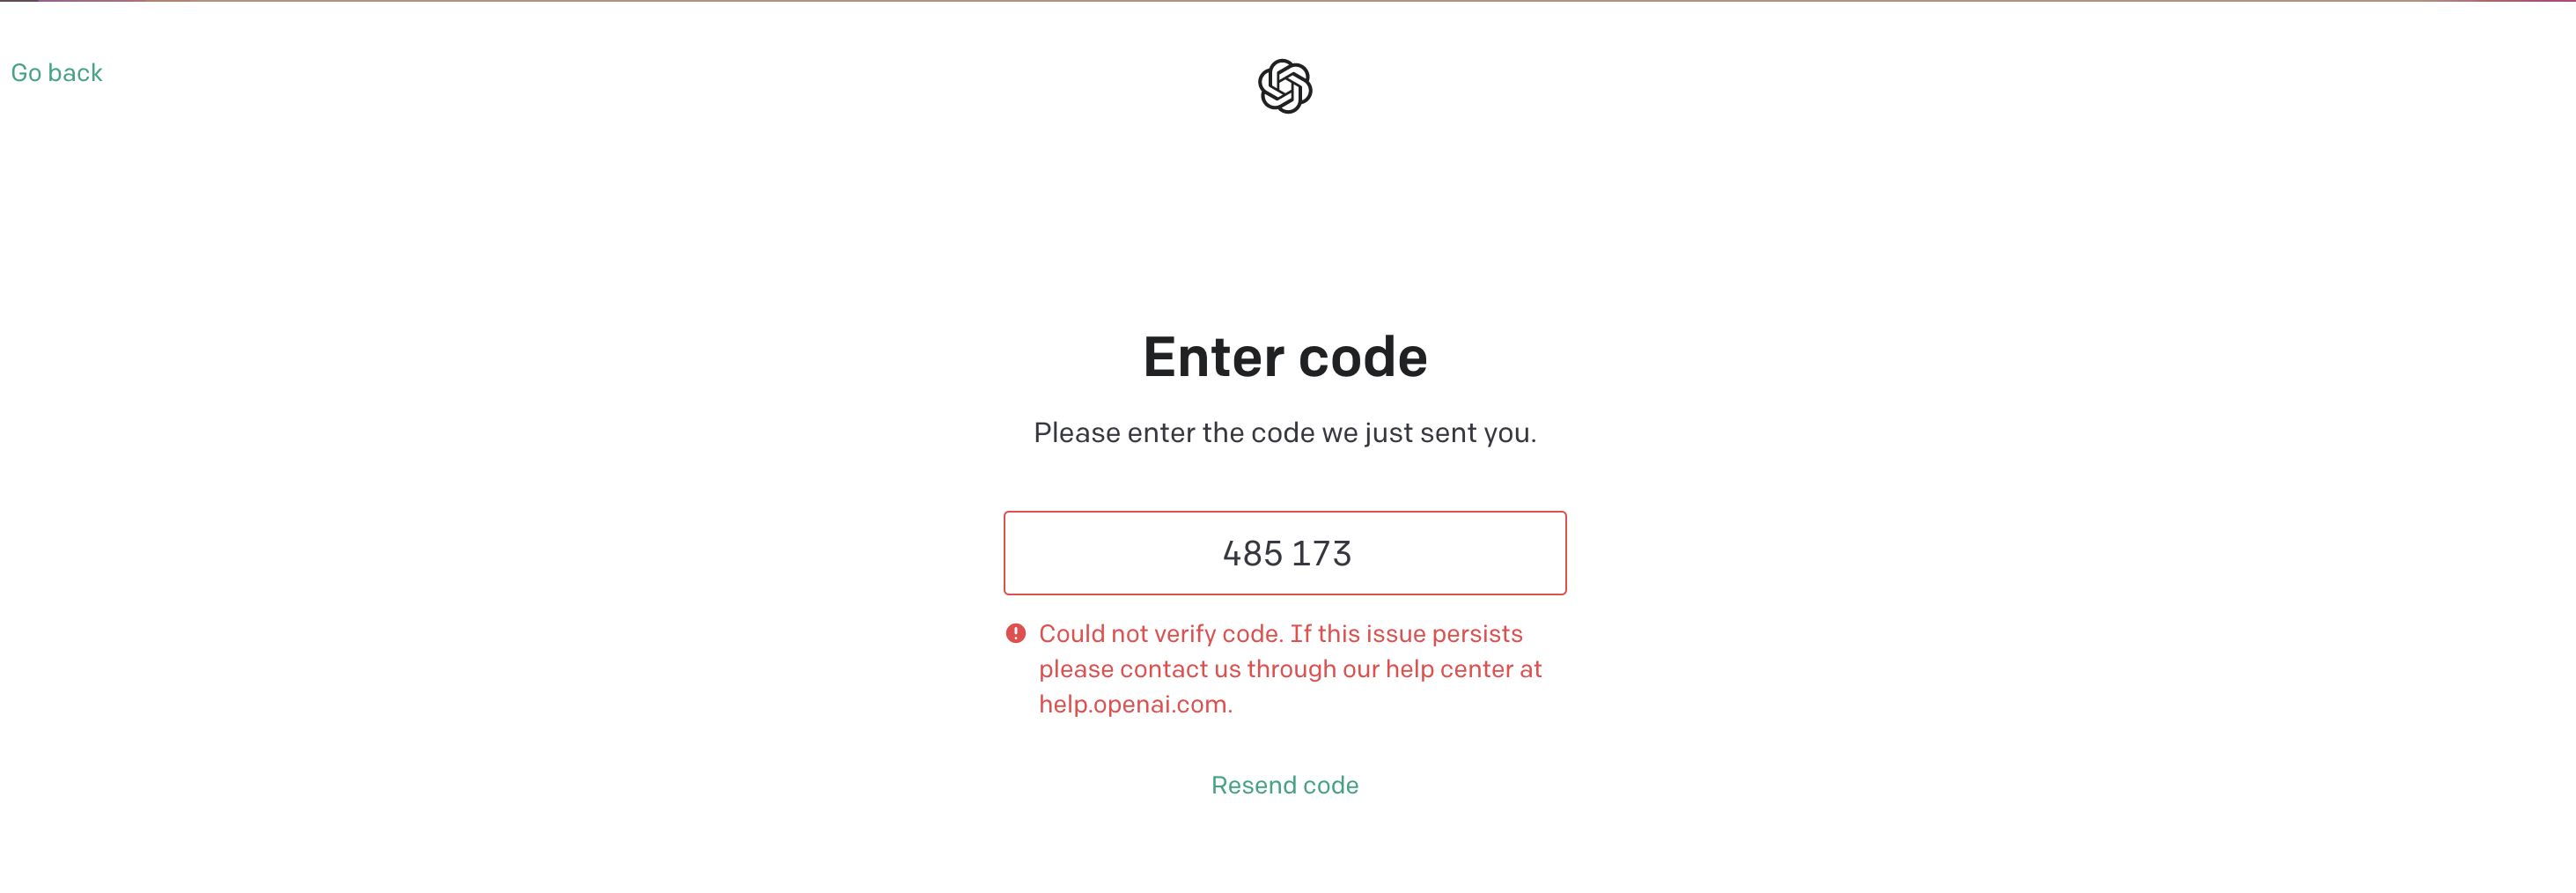 Go back
Enter code
Please enter the code we just sent you.
485 173
Could not verify code. If this issue persists
please contact us through our help center at
help.openai.com.
Resend code